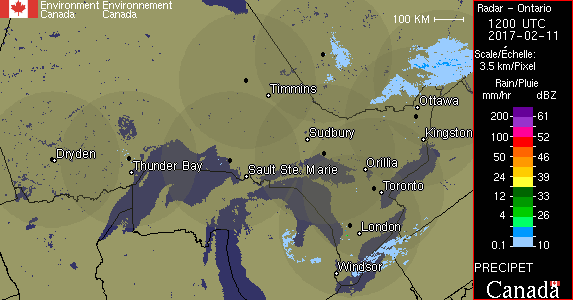 Environment Environnement
Canada Canada
100 KM
Timmins
Ottawa
Sudbury
Kingston
Dryden
Thunder Bay
Sault Ste. Marie
Orillia
Toronto
London
Windsor
Radar - Ontario
1200 UTC
2017-02-11
Scale/Échelle:
3.5 km/Pixel
Rain/Pluie
mm/hr dBZ
200 61
100 52
50 46
24 39
12 33
4 26
0.1 10
PRECIPET
Canada